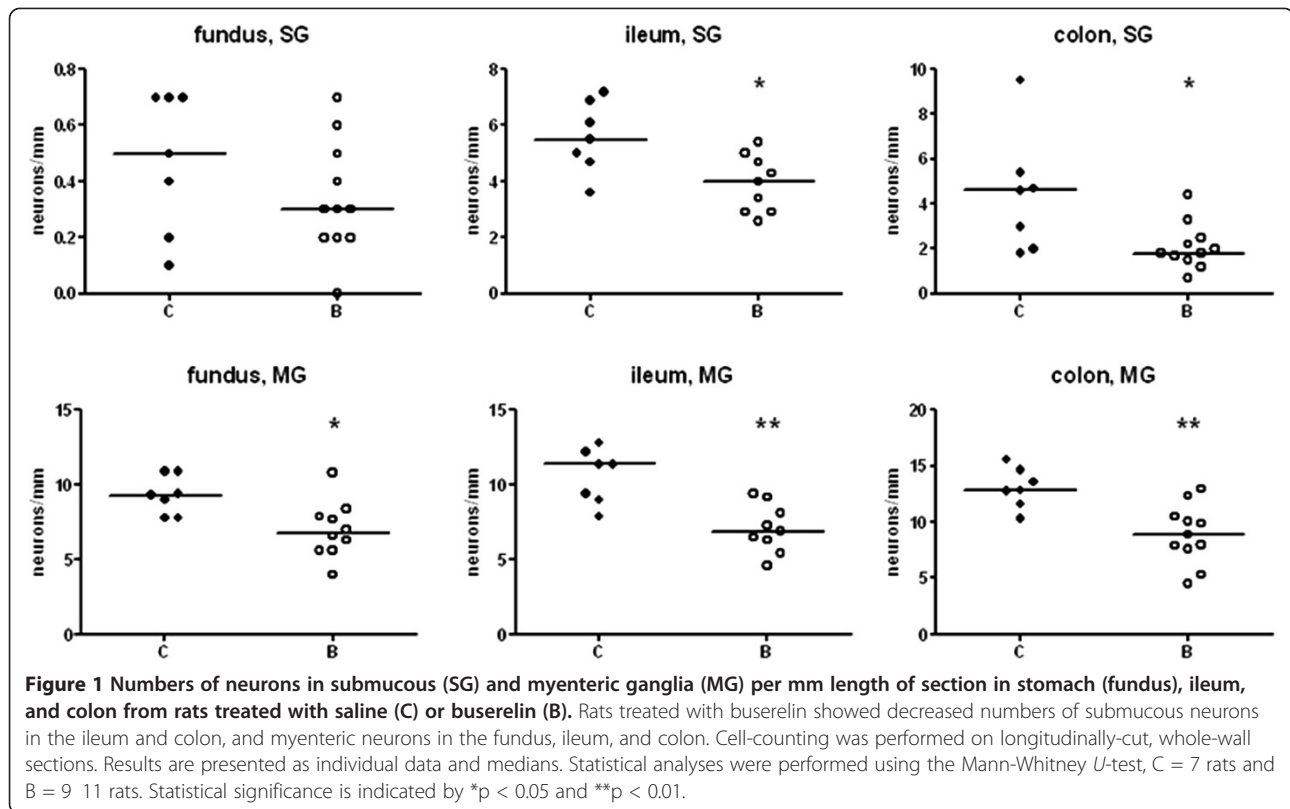 fundus, SG
neurons/mm
0.8
0.6
0.4
0.2
0.0
C
B
ileum, SG
neurons/mm
*
8
6
4
2
0
C
B
colon, SG
neurons/mm
*
10
8
6
4
2
0
C
B
fundus, MG
neurons/mm
*
15
10
5
0
C
B
ileum, MG
neurons/mm
**
15
10
5
0
C
B
colon, MG
neurons/mm
**
20
15
10
5
0
C
B
Figure 1 Numbers of neurons in submucous (SG) and myenteric ganglia (MG) per mm length of section in stomach (fundus), ileum,
and colon from rats treated with saline (C) or buserelin (B). Rats treated with buserelin showed decreased numbers of submucous neurons
in the ileum and colon, and myenteric neurons in the fundus, ileum, and colon. Cell-counting was performed on longitudinally-cut, whole-wall
sections. Results are presented as individual data and medians. Statistical analyses were performed using the Mann-Whitney U-test, C = 7 rats and
B = 9 11 rats. Statistical significance is indicated by *p < 0.05 and **p < 0.01.